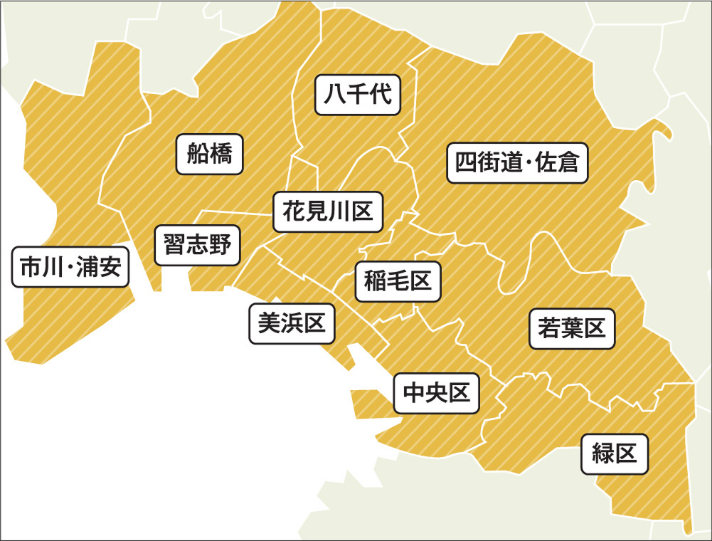 八千代
船橋
四街道・佐倉
花見川区
習志野
市川・浦安
稲毛区
美浜区
若葉区
中央区
緑区